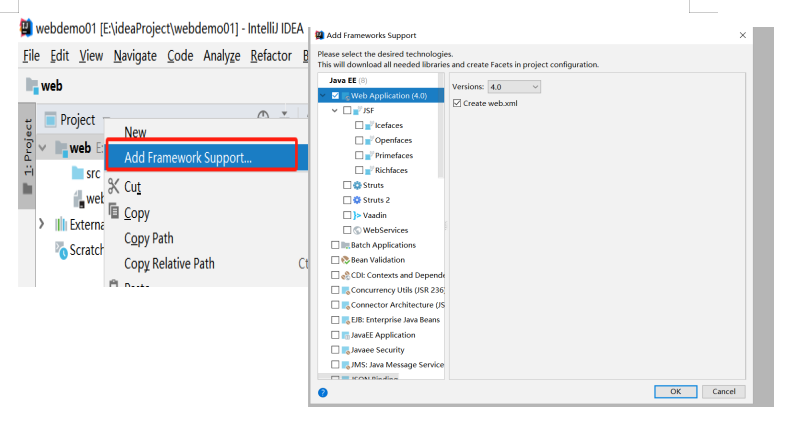 webdemo01 [E:\ideaProject\webdemo01] - IntelliJ IDEA
File Edit View Navigate Code Analyze Refactor B
web
1: Project
Project
New
web E:
Add Framework Support...
src
Cut
web
Copy
Externa
Copy Path
Scratch
Copy Relative Path Ct
Paste
Add Frameworks Support
Please select the desired technologies.
This will download all needed libraries and create Facets in project configuration.
Java EE (8)
Web Application (4.0)
JSF
Icefaces
Openfaces
Primefaces
Richfaces
Struts
Struts 2
Vaadin
WebServices
Batch Applications
Bean Validation
CDI: Contexts and Depende
Concurrency Utils (JSR 236)
Connector Architecture (JS
EJB: Enterprise Java Beans
JavaEE Application
Javaee Security
JMS: Java Message Service
JSON Binding
Versions: 4.0
Create web.xml
?
OK Cancel